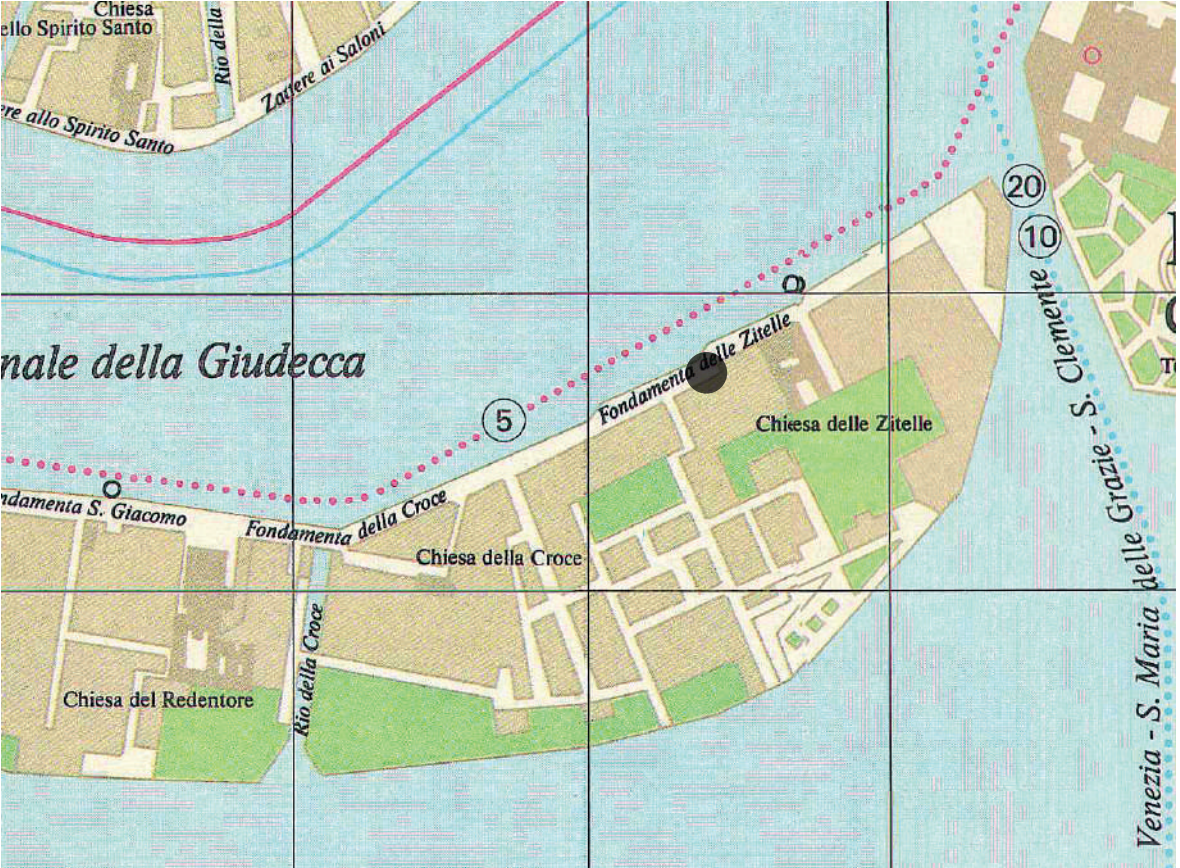 Chiesa
ello Spirito Santo
Rio della
Zattere ai Saloni
ere allo Spirito Santo
20
10
nale della Giudecca
5
Fondamenta delle Zitelle
Chiesa delle Zitelle
ndamenta S. Giacomo
Fondamenta della Croce
Chiesa della Croce
Rio della Croce
Chiesa del Redentore
Venezia - S. Maria delle Grazie - S. Clemente